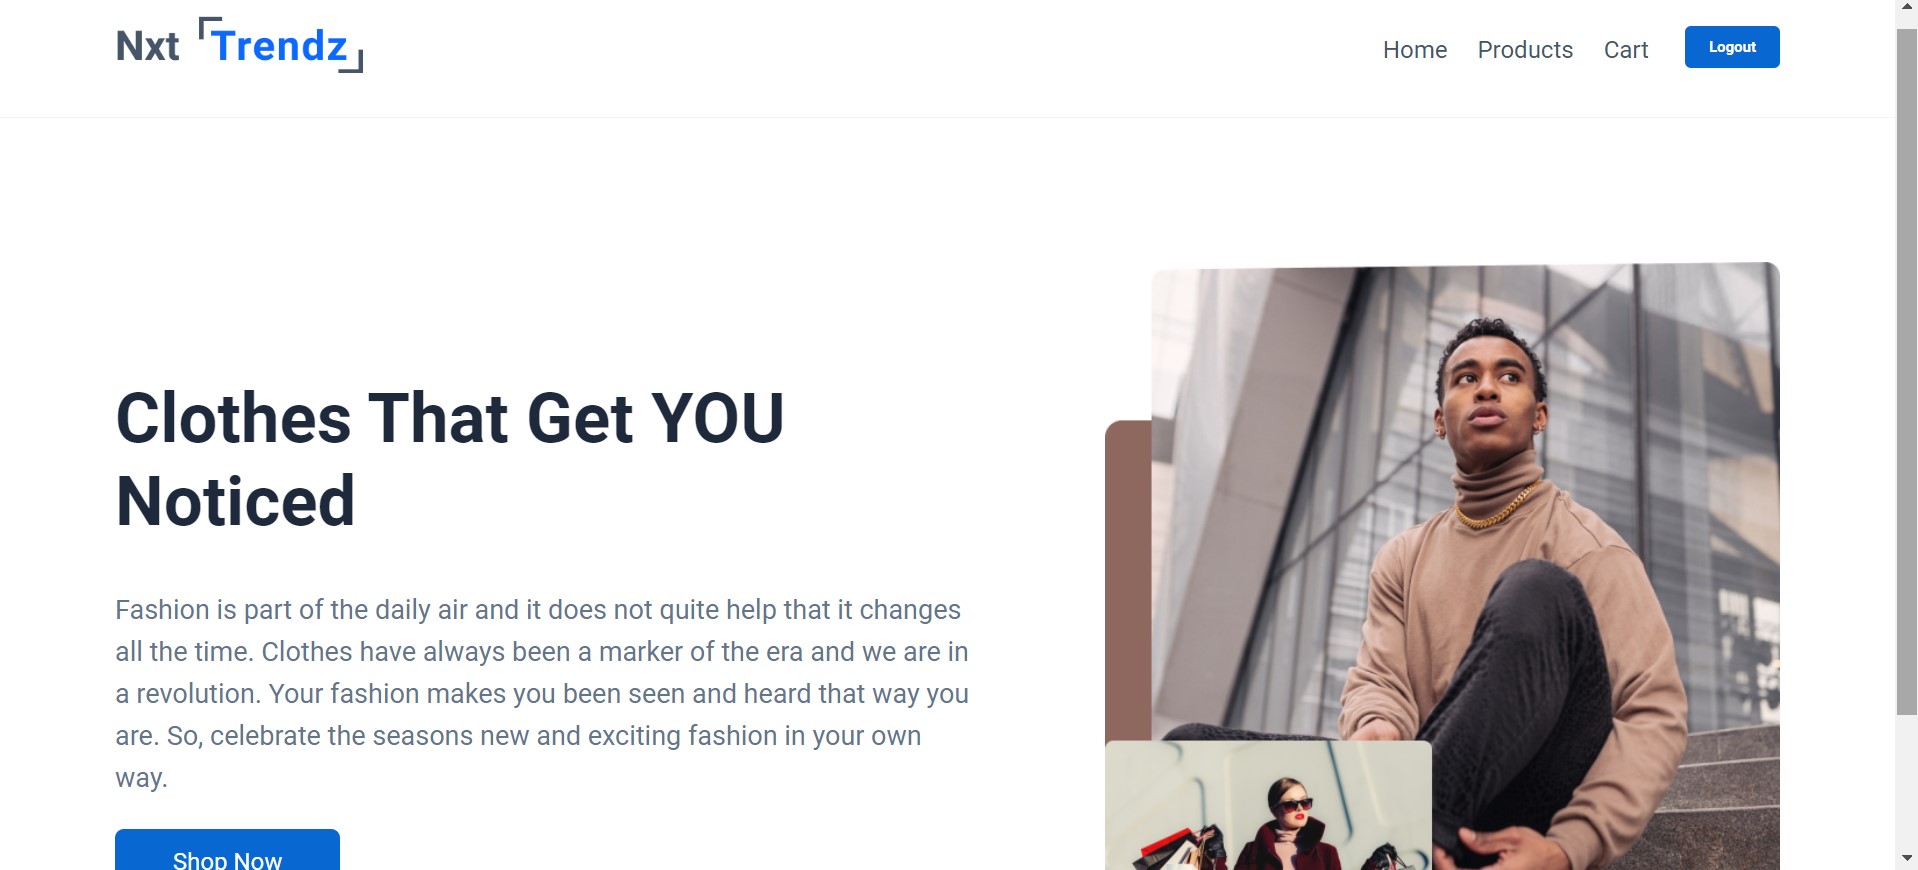 Nxt Trendz
Home Products Cart Logout
Clothes That Get YOU
Noticed
Fashion is part of the daily air and it does not quite help that it changes
all the time. Clothes have always been a marker of the era and we are in
a revolution. Your fashion makes you been seen and heard that way you
are. So, celebrate the seasons new and exciting fashion in your own
way.
Shop Now